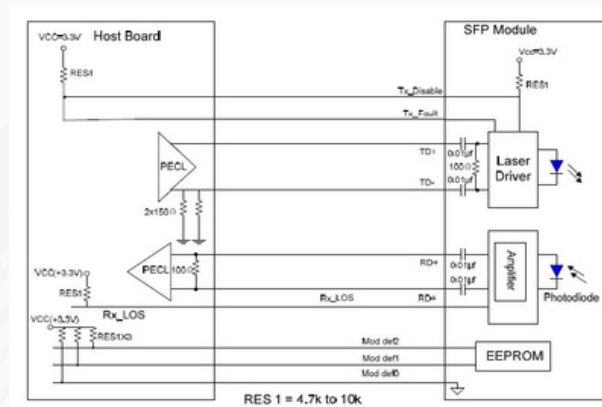 Host Board
SFP Module
VCC=3.3V
Vcc=3.3V
RES1
RES1
Tx_Disable
Tx_Fault
PECL
TD+
0.01μf
100Ω
0.01μf
TD-
Laser
Driver
2x150Ω
PECL
100Ω
RD+
0.01μf
0.01μf
RD+
Amplifier
Photodiode
VCC(+3.3V)
RES1
Rx_LOS
Rx_LOS
VCC(+3.3V)
RES1X3
Mod def2
Mod def1
Mod def0
EEPROM
RES 1 = 4.7k to 10k